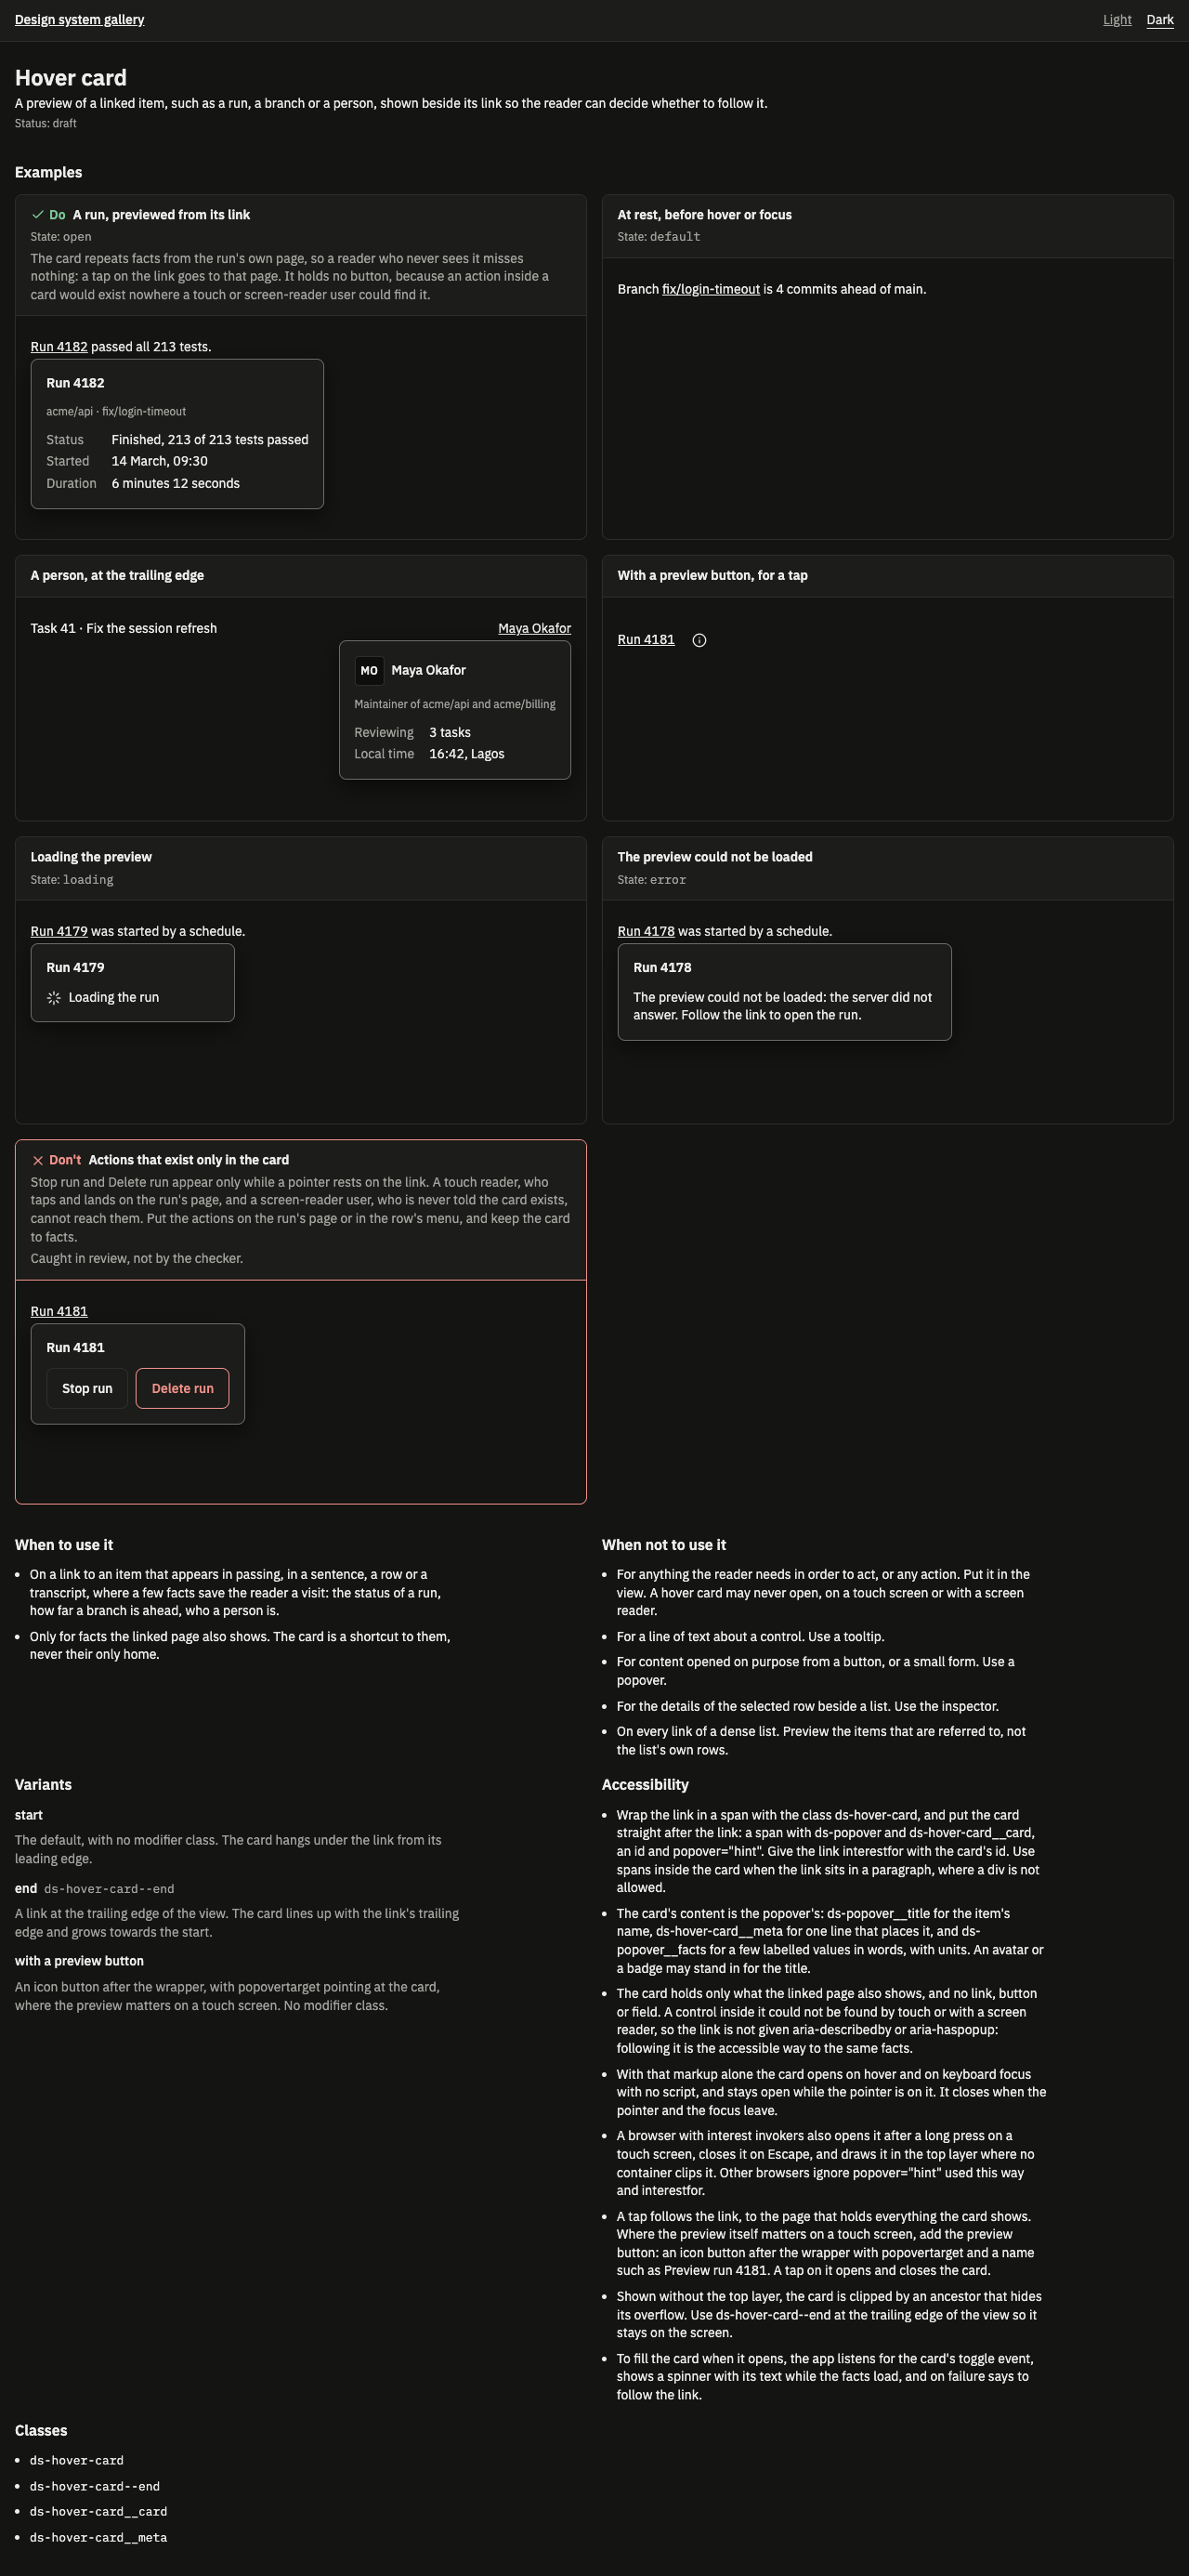 Design system gallery
Light
Dark
Hover card
A preview of a linked item, such as a run, a branch or a person, shown beside its link so the reader can decide whether to follow it.
Status: draft
Examples
Do A run, previewed from its link
State: open
The card repeats facts from the run's own page, so a reader who never sees it misses
nothing: a tap on the link goes to that page. It holds no button, because an action inside a
card would exist nowhere a touch or screen-reader user could find it.
Run 4182 passed all 213 tests.
Run 4182
acme/api · fix/login-timeout
Status Finished, 213 of 213 tests passed
Started 14 March, 09:30
Duration 6 minutes 12 seconds
At rest, before hover or focus
State: default
Branch fix/login-timeout is 4 commits ahead of main.
A person, at the trailing edge
Task 41 · Fix the session refresh
Maya Okafor
MO Maya Okafor
Maintainer of acme/api and acme/billing
Reviewing 3 tasks
Local time 16:42, Lagos
With a preview button, for a tap
Run 4181
Loading the preview
State: loading
Run 4179 was started by a schedule.
Run 4179
Loading the run
The preview could not be loaded
State: error
Run 4178 was started by a schedule.
Run 4178
The preview could not be loaded: the server did not
answer. Follow the link to open the run.
Don't Actions that exist only in the card
Stop run and Delete run appear only while a pointer rests on the link. A touch reader, who
taps and lands on the run's page, and a screen-reader user, who is never told the card exists,
cannot reach them. Put the actions on the run's page or in the row's menu, and keep the card
to facts.
Caught in review, not by the checker.
Run 4181
Run 4181
Stop run
Delete run
When to use it
On a link to an item that appears in passing, in a sentence, a row or a
transcript, where a few facts save the reader a visit: the status of a run,
how far a branch is ahead, who a person is.
Only for facts the linked page also shows. The card is a shortcut to them,
never their only home.
When not to use it
For anything the reader needs in order to act, or any action. Put it in the
view. A hover card may never open, on a touch screen or with a screen
reader.
For a line of text about a control. Use a tooltip.
For content opened on purpose from a button, or a small form. Use a
popover.
For the details of the selected row beside a list. Use the inspector.
On every link of a dense list. Preview the items that are referred to, not
the list's own rows.
Variants
start
The default, with no modifier class. The card hangs under the link from its
leading edge.
end ds-hover-card--end
A link at the trailing edge of the view. The card lines up with the link's trailing
edge and grows towards the start.
with a preview button
An icon button after the wrapper, with popovertarget pointing at the card,
where the preview matters on a touch screen. No modifier class.
Accessibility
Wrap the link in a span with the class ds-hover-card, and put the card
straight after the link: a span with ds-popover and ds-hover-card__card,
an id and popover="hint". Give the link interestfor with the card's id. Use
spans inside the card when the link sits in a paragraph, where a div is not
allowed.
The card's content is the popover's: ds-popover__title for the item's
name, ds-hover-card__meta for one line that places it, and ds-
popover__facts for a few labelled values in words, with units. An avatar or
a badge may stand in for the title.
The card holds only what the linked page also shows, and no link, button
or field. A control inside it could not be found by touch or with a screen
reader, so the link is not given aria-describedby or aria-haspopup:
following it is the accessible way to the same facts.
With that markup alone the card opens on hover and on keyboard focus
with no script, and stays open while the pointer is on it. It closes when the
pointer and the focus leave.
A browser with interest invokers also opens it after a long press on a
touch screen, closes it on Escape, and draws it in the top layer where no
container clips it. Other browsers ignore popover="hint" used this way
and interestfor.
A tap follows the link, to the page that holds everything the card shows.
Where the preview itself matters on a touch screen, add the preview
button: an icon button after the wrapper with popovertarget and a name
such as Preview run 4181. A tap on it opens and closes the card.
Shown without the top layer, the card is clipped by an ancestor that hides
its overflow. Use ds-hover-card--end at the trailing edge of the view so it
stays on the screen.
To fill the card when it opens, the app listens for the card's toggle event,
shows a spinner with its text while the facts load, and on failure says to
follow the link.
Classes
ds-hover-card
ds-hover-card--end
ds-hover-card__card
ds-hover-card__meta